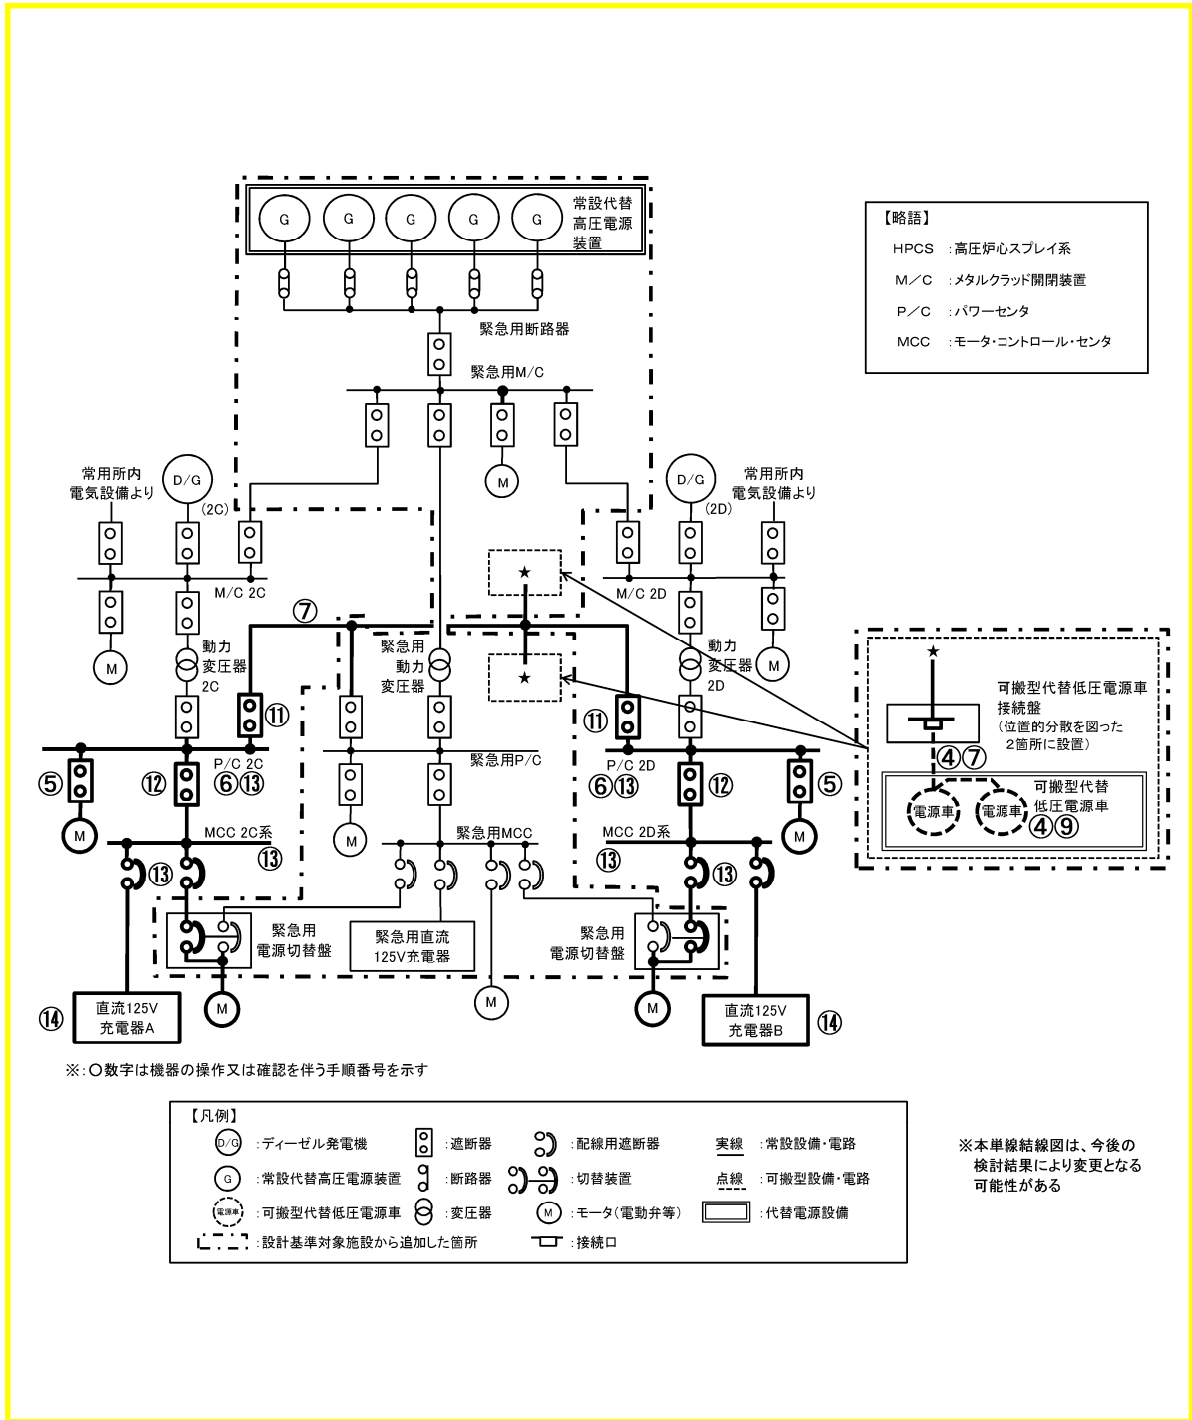 G
G
G
G
G
常設代替
高圧電源
装置
【略語】
HPCS :高圧炉心スプレイ系
M/C :メタルクラッド開閉装置
P/C :パワーセンタ
MCC :モータ・コントロール・センタ
緊急用断路器
緊急用M/C
常用所内
電気設備より
D/G
(2C)
M
D/G
(2D)
常用所内
電気設備より
M/C 2C
★
M/C 2D
⑦
M
動力
変圧器
2C
緊急用
動力
変圧器
★
動力
変圧器
2D
M
★
可搬型代替低圧電源車
接続盤
(位置的分散を図った
2箇所に設置)
④⑦
⑪
⑪
P/C 2C
緊急用P/C
P/C 2D
⑤
⑫
⑥⑬
⑥⑬
⑫
⑤
電源車
電源車
可搬型代替
低圧電源車
④⑨
M
MCC 2C系
M
緊急用MCC
MCC 2D系
M
⑬
⑬
⑬
⑬
緊急用
電源切替盤
緊急用直流
125V充電器
緊急用
電源切替盤
⑭
直流125V
充電器A
M
M
M
直流125V
充電器B
⑭
※:〇数字は機器の操作又は確認を伴う手順番号を示す
【凡例】
D/G :ディーゼル発電機
:遮断器
:配線用遮断器
実線 :常設設備・電路
G :常設代替高圧電源装置
:断路器
:切替装置
点線 :可搬型設備・電路
電源車 :可搬型代替低圧電源車
:変圧器
M :モータ(電動弁等)
:代替電源設備
:設計基準対象施設から追加した箇所
:接続口
※本単線結線図は、今後の
検討結果により変更となる
可能性がある